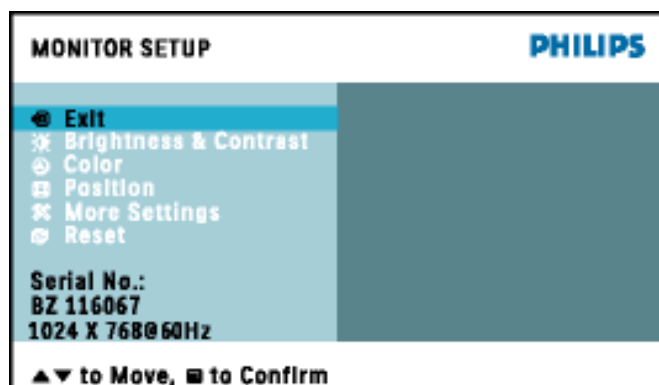 MONITOR SETUP PHILIPS
Exit
Brightness & Contrast
Color
Position
More Settings
Reset
Serial No.:
BZ 116067
1024 X 768@60Hz
▲▼ to Move, ■ to Confirm